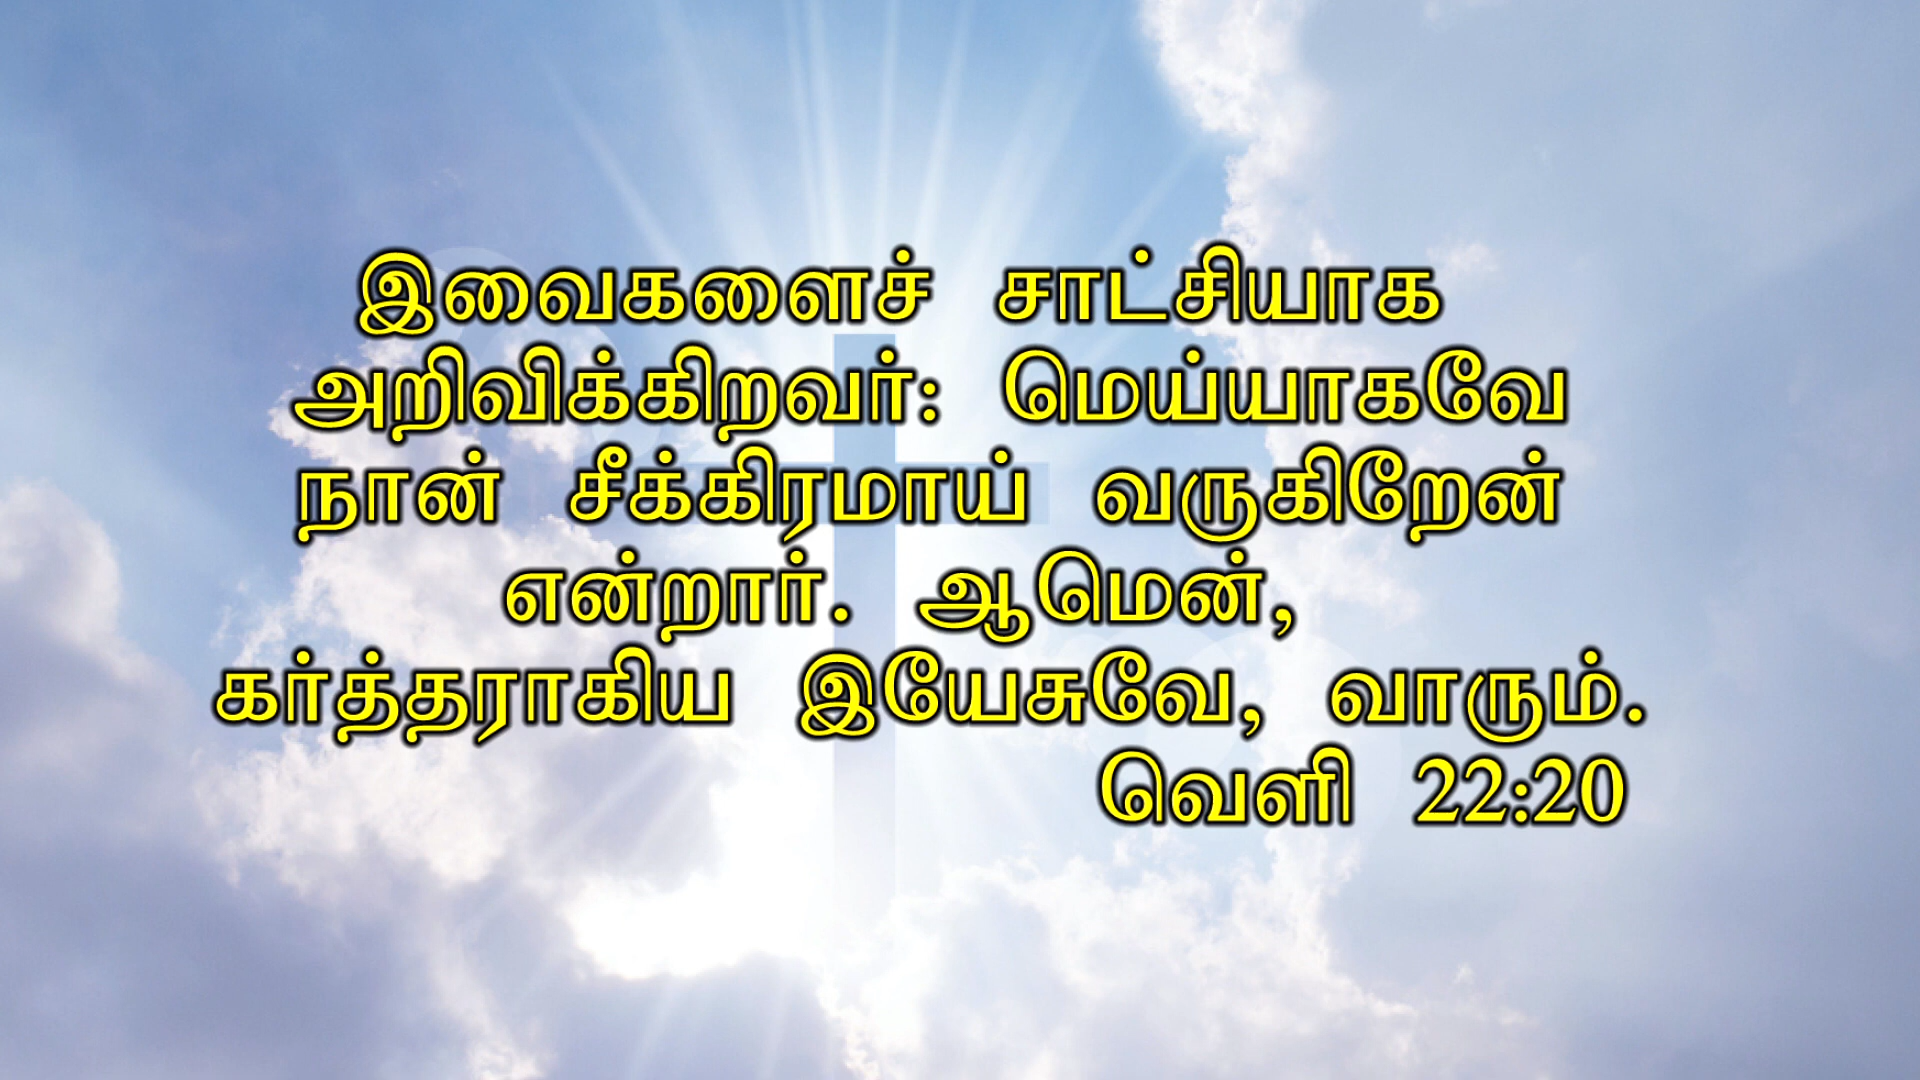 இவைகளைச் சாட்சியாக
அறிவிக்கிறவர்: மெய்யாகவே
நான் சீக்கிரமாய் வருகிறேன்
என்றார். ஆமென்,
கர்த்தராகிய இயேசுவே, வாரும்.
வெளி 22:20